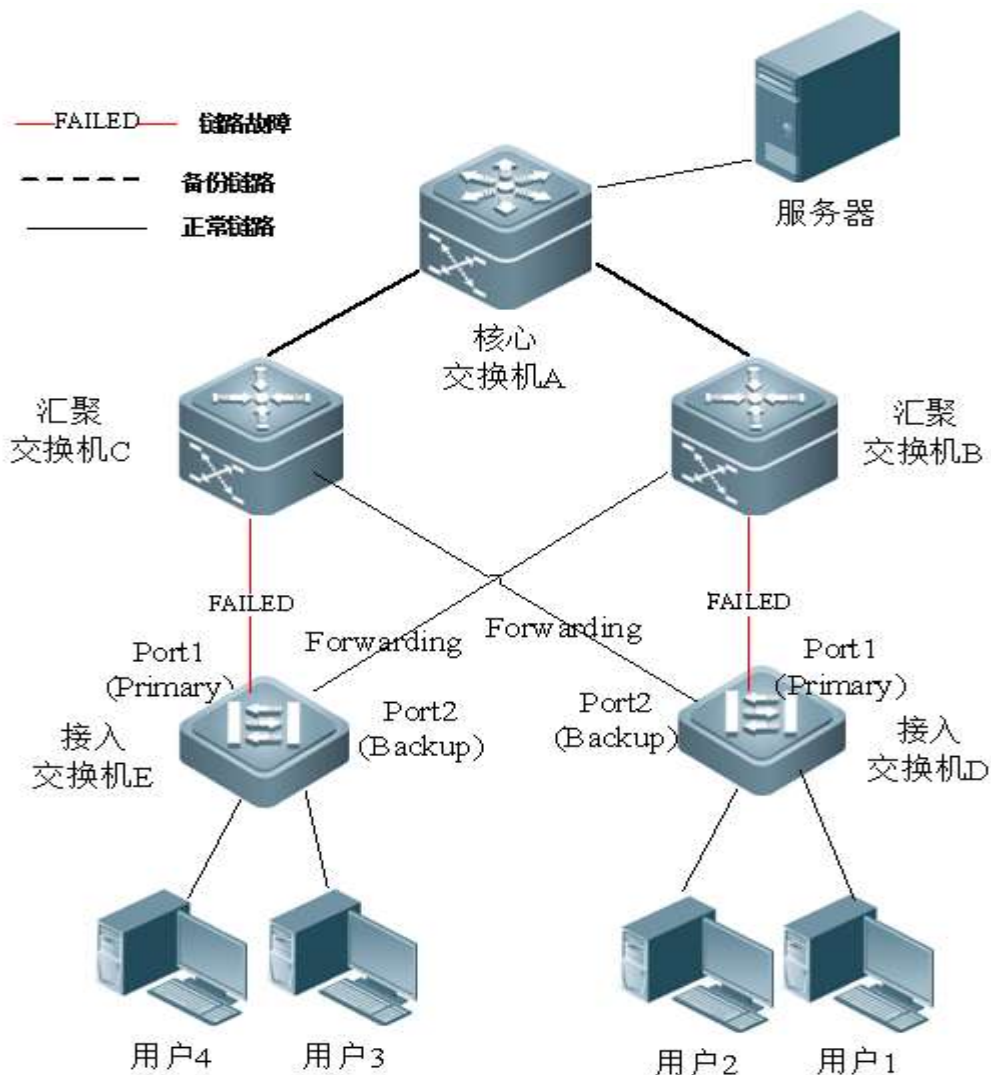 FAILED 链路故障
备份链路
正常链路
服务器
核心
交换机A
汇聚
交换机C
汇聚
交换机B
FAILED
FAILED
Forwarding
Forwarding
Port1
(Primary)
Port1
(Primary)
Port2
(Backup)
Port2
(Backup)
接入
交换机E
接入
交换机D
用户4
用户3
用户2
用户1